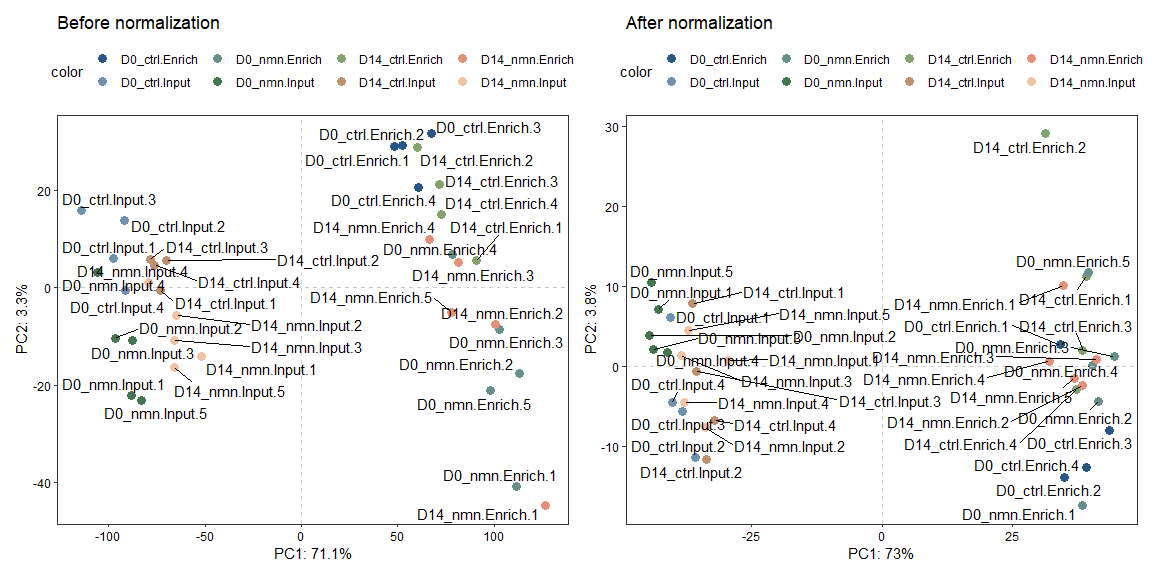 Before normalization
color D0_ctrl.Enrich D0_nmn.Enrich D14_ctrl.Enrich D14_nmn.Enrich
D0_ctrl.Input D0_nmn.Input D14_ctrl.Input D14_nmn.Input
D0_ctrl.Enrich.2 D0_ctrl.Enrich.3
D0_ctrl.Enrich.1 D14_ctrl.Enrich.2
D14_ctrl.Enrich.3
20
D0_ctrl.Input.3 D0_ctrl.Enrich.4 D14_ctrl.Enrich.4
D0_ctrl.Input.2 D14_nmn.Enrich.4 D14_ctrl.Enrich.1
D0_ctrl.Input.1 D14_ctrl.Input.3 D0_nmn.Enrich.4
D14_ctrl.Input.2
D14_nmn.Input.4 D14_nmn.Enrich.3
0
D0_nmn.Input.4 D14_ctrl.Input.4
D14_nmn.Enrich.5
D0_ctrl.Input.4 D14_ctrl.Input.1
D14_nmn.Enrich.2
D0_nmn.Input.2 D14_nmn.Input.2
D0_nmn.Enrich.3
D0_nmn.Input.3 D14_nmn.Input.3
D14_nmn.Input.1 D0_nmn.Enrich.2
D0_nmn.Input.1 D14_nmn.Input.5
-20
D0_nmn.Enrich.5
D0_nmn.Input.5
D0_nmn.Enrich.1
-40
D14_nmn.Enrich.1
PC2: 3.3%
-100 -50 0 50 100
PC1: 71.1%
After normalization
color D0_ctrl.Enrich D0_nmn.Enrich D14_ctrl.Enrich D14_nmn.Enrich
D0_ctrl.Input D0_nmn.Input D14_ctrl.Input D14_nmn.Input
30
D14_ctrl.Enrich.2
20
D0_nmn.Input.5 D0_nmn.Enrich.5
10
D0_nmn.Input.1 D14_ctrl.Input.1 D14_nmn.Enrich.1 D14_ctrl.Enrich.1
D0_ctrl.Input.1 D14_nmn.Input.5
D0_ctrl.Enrich.1 D14_ctrl.Enrich.3
D0_nmn.Input.3 D0_nmn.Input.2
D0_nmn.Enrich.3
0
D0_nmn.Input.4 D14_nmn.Input.1 D14_nmn.Enrich.3
D0_ctrl.Input.4 D14_nmn.Input.3 D14_nmn.Enrich.4
D14_nmn.Input.4 D14_ctrl.Input.3 D14_nmn.Enrich.5
D0_ctrl.Input.3 D14_ctrl.Input.4 D14_nmn.Enrich.2 D0_nmn.Enrich.2
-10
D0_ctrl.Input.2 D14_nmn.Input.2 D14_ctrl.Enrich.4 D0_ctrl.Enrich.3
D14_ctrl.Input.2 D0_ctrl.Enrich.4
D0_ctrl.Enrich.2
D0_nmn.Enrich.1
PC2: 3.8%
-25 0 25
PC1: 73%